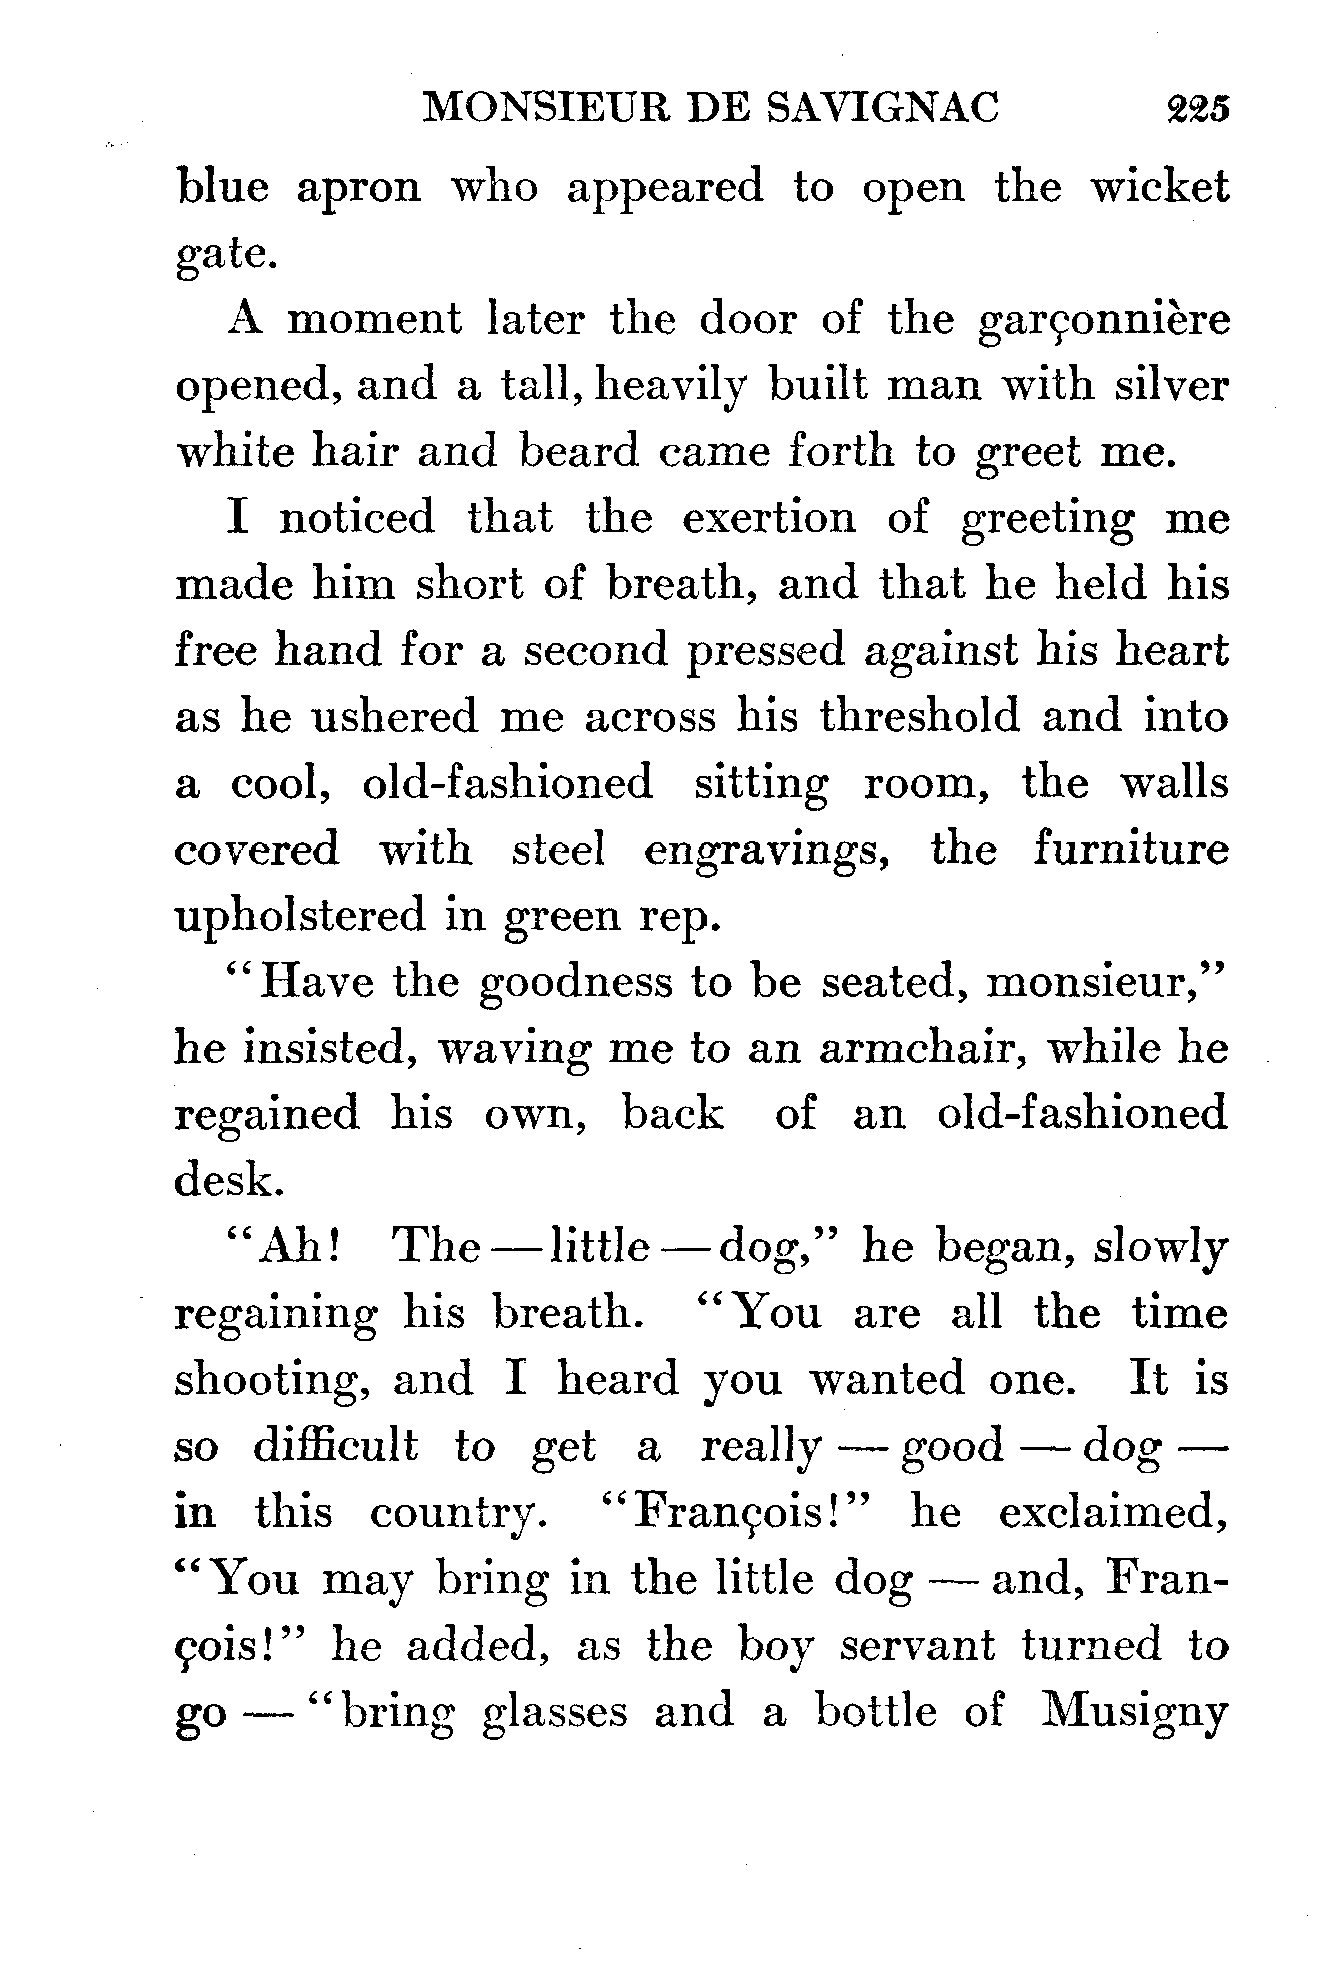 MONSIEUR DE SAVIGNAC 225
blue apron who appeared to open the wicket
gate.
A moment later the door of the garçonnière
opened, and a tall, heavily built man with silver
white hair and beard came forth to greet me.
I noticed that the exertion of greeting me
made him short of breath, and that he held his
free hand for a second pressed against his heart
as he ushered me across his threshold and into
a cool, old-fashioned sitting room, the walls
covered with steel engravings, the furniture
upholstered in green rep.
“Have the goodness to be seated, monsieur,”
he insisted, waving me to an armchair, while he
regained his own, back of an old-fashioned
desk.
“Ah! The — little — dog,” he began, slowly
regaining his breath. “You are all the time
shooting, and I heard you wanted one. It is
so difficult to get a really — good — dog —
in this country. “François!” he exclaimed,
“You may bring in the little dog — and, Fran-
çois!” he added, as the boy servant turned to
go — “bring glasses and a bottle of Musigny